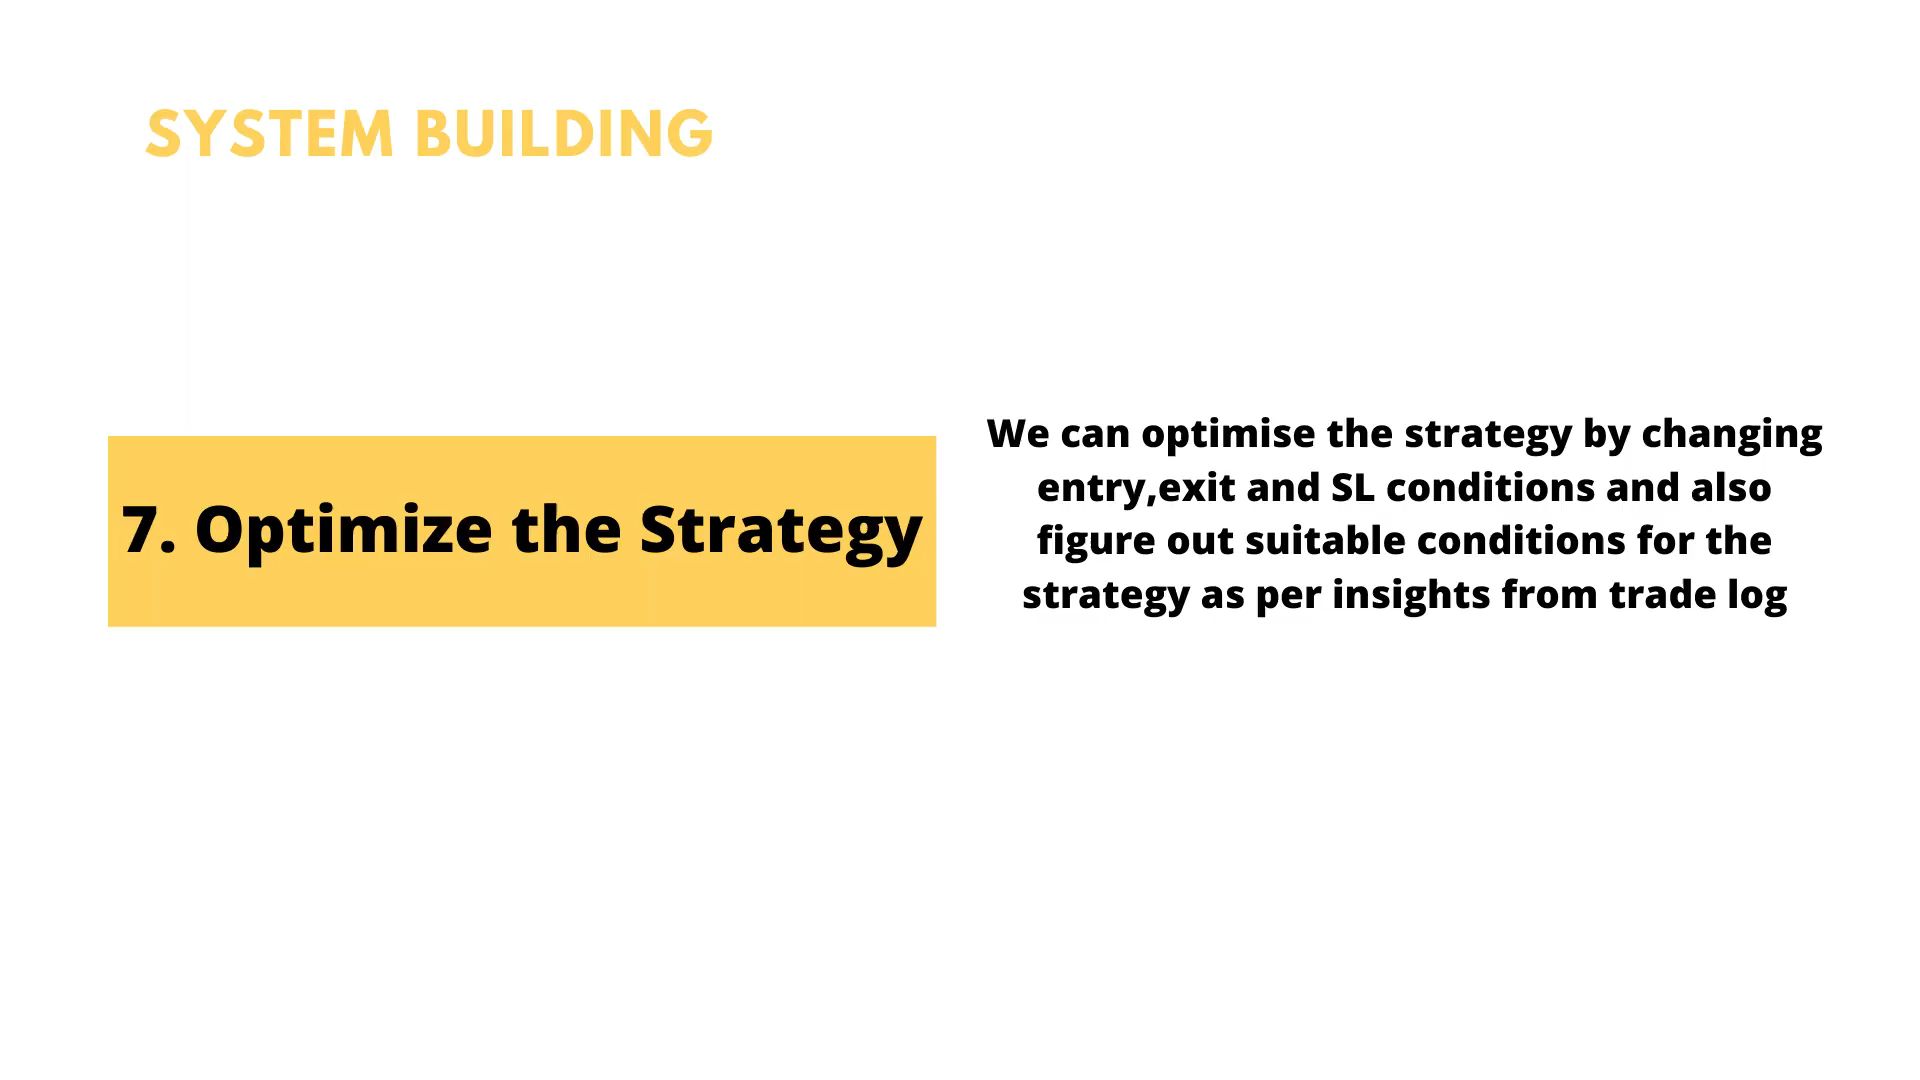 SYSTEM BUILDING
7. Optimize the Strategy
We can optimise the strategy by changing
entry,exit and SL conditions and also
figure out suitable conditions for the
strategy as per insights from trade log